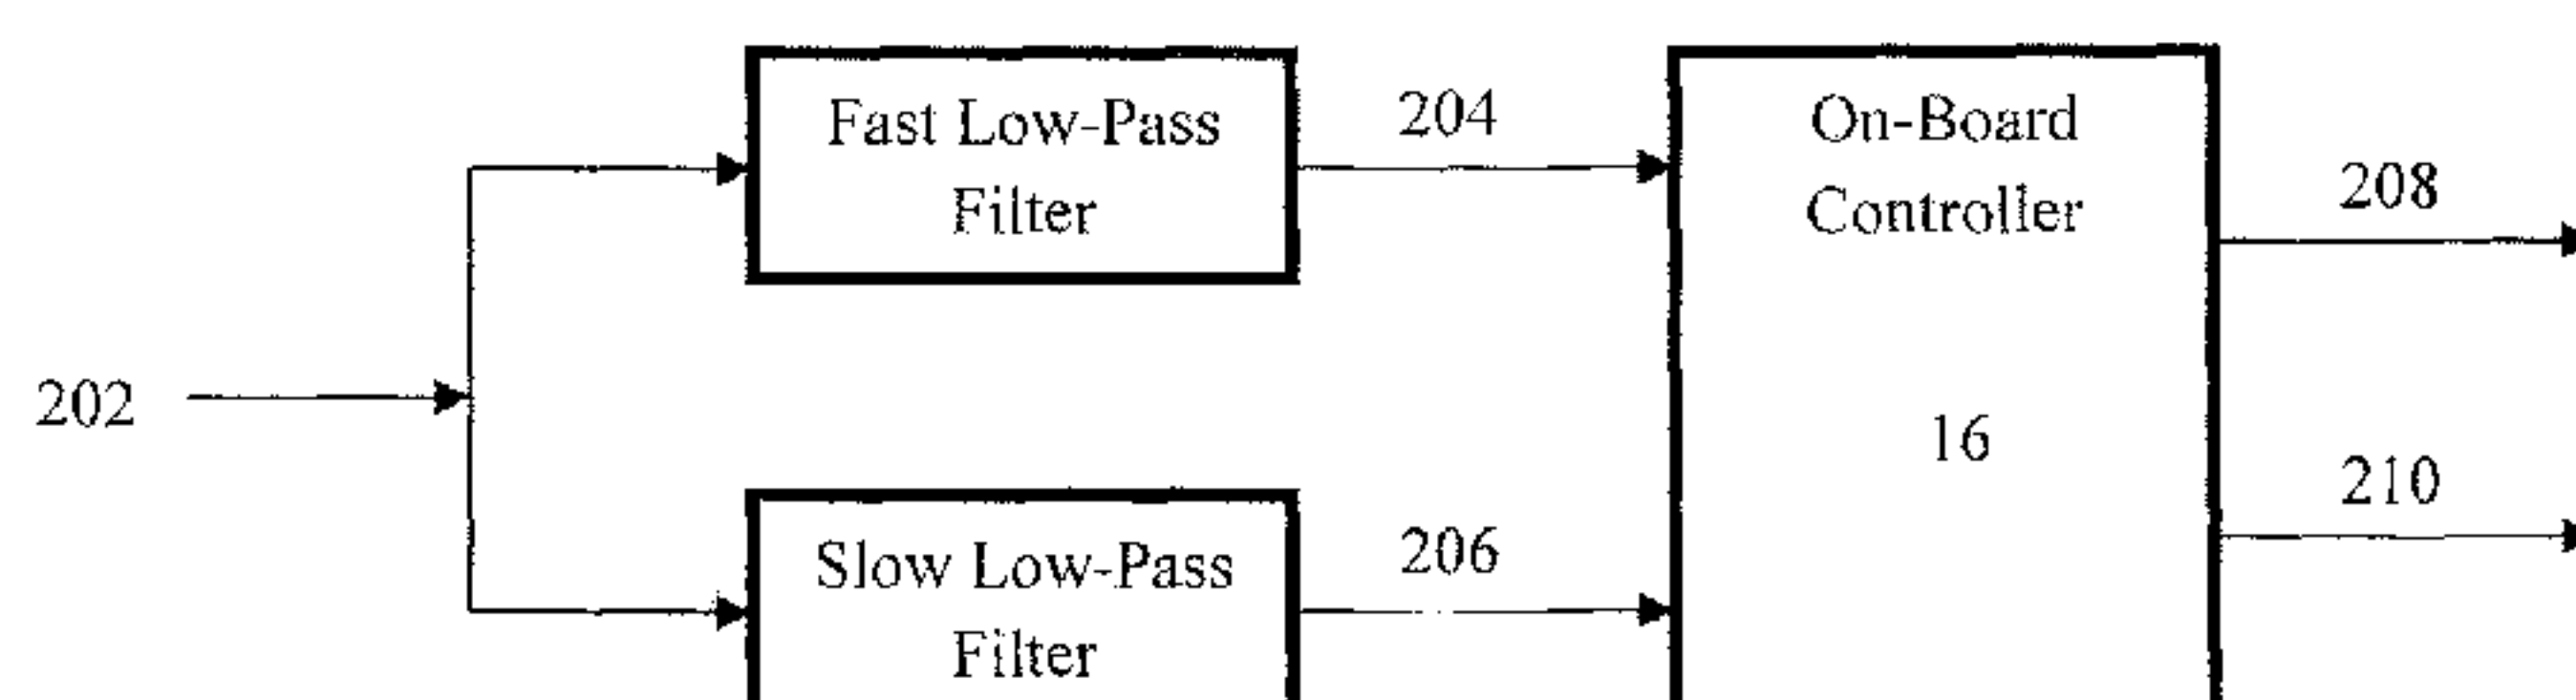 Fast Low-Pass
Filter
204
On-Board
Controller
208
202
16
210
Slow Low-Pass
Filter
206